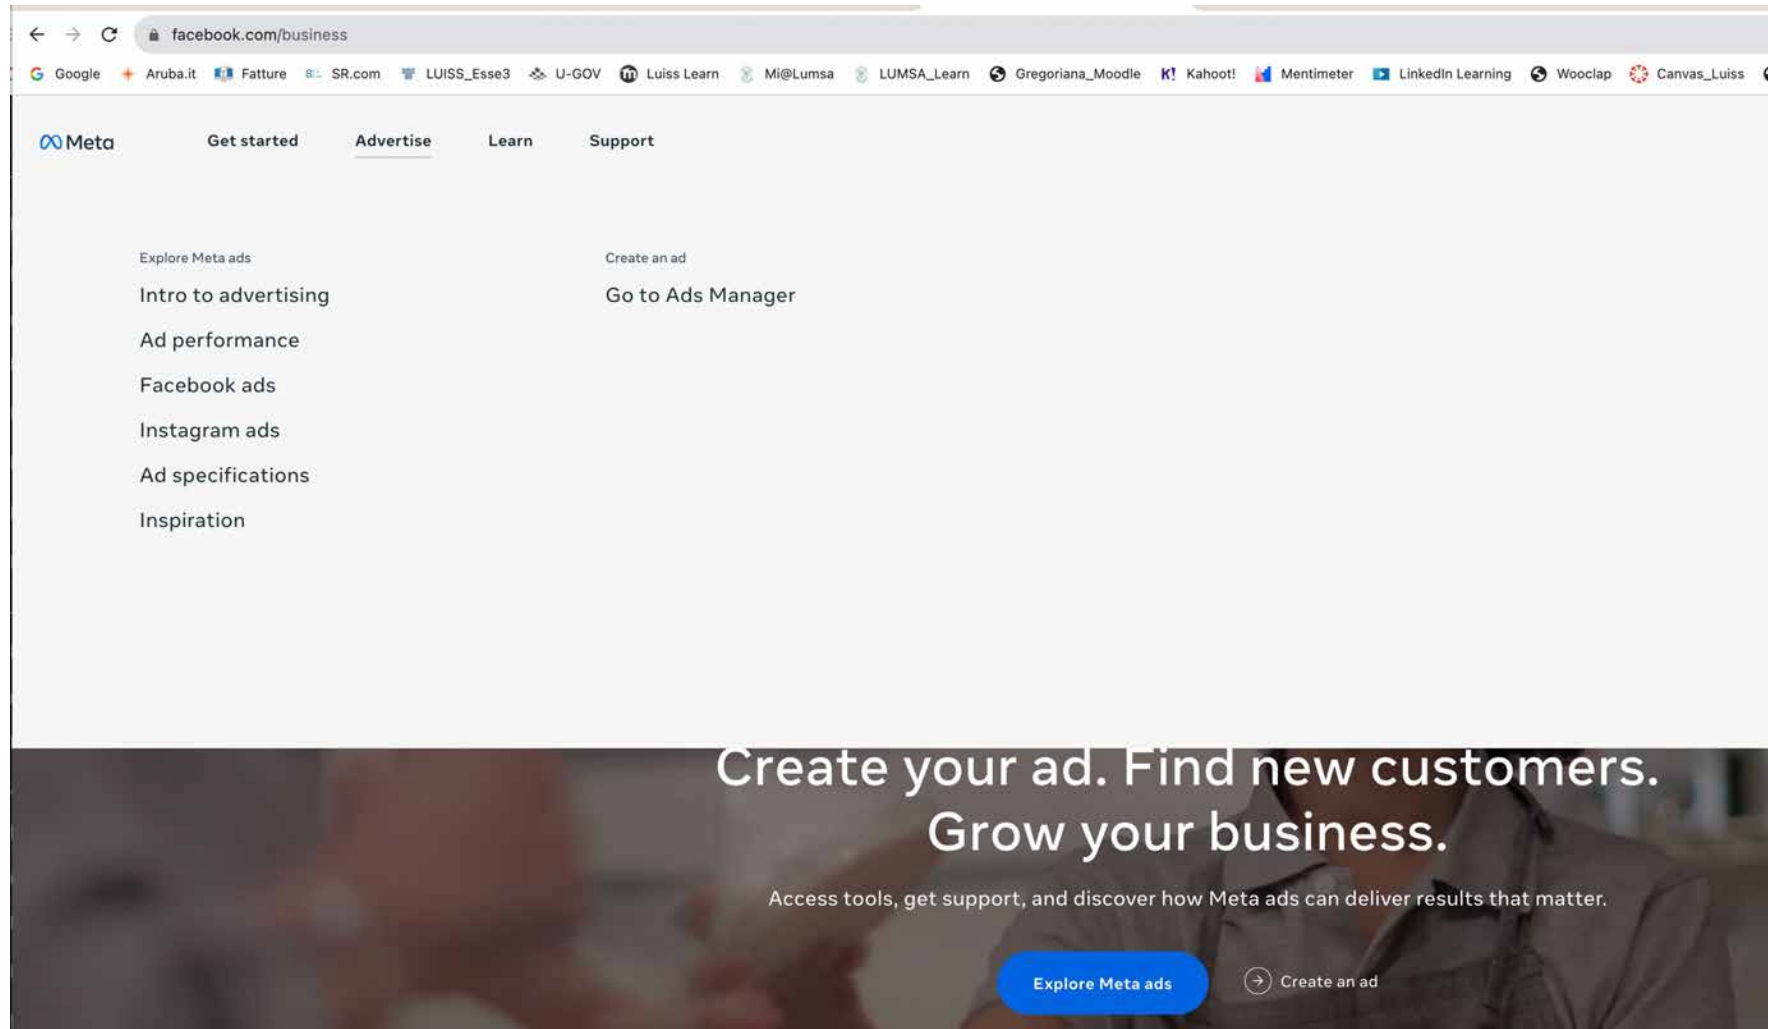 facebook.com/business
Google Aruba.it Fatture SR.com LUISS_Esse3 U-GOV Luiss Learn Mi@Lumsa LUMSA_Learn Gregoriana_Moodle K! Kahoot! Mentimeter LinkedIn Learning Wooclap Canvas_Luiss
Meta Get started Advertise Learn Support
Explore Meta ads
Intro to advertising
Ad performance
Facebook ads
Instagram ads
Ad specifications
Inspiration
Create an ad
Go to Ads Manager
Create your ad. Find new customers.
Grow your business.
Access tools, get support, and discover how Meta ads can deliver results that matter.
Explore Meta ads Create an ad